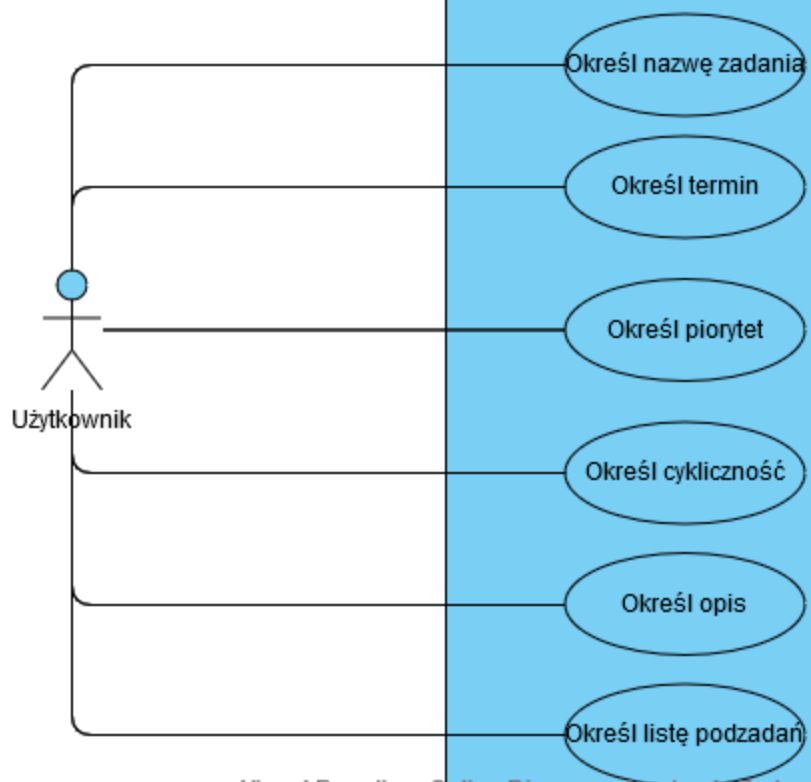 Określ nazwę zadania
Określ termin
Określ piorytet
Użytkownik
Określ cykliczność
Określ opis
Określ listę podzadań